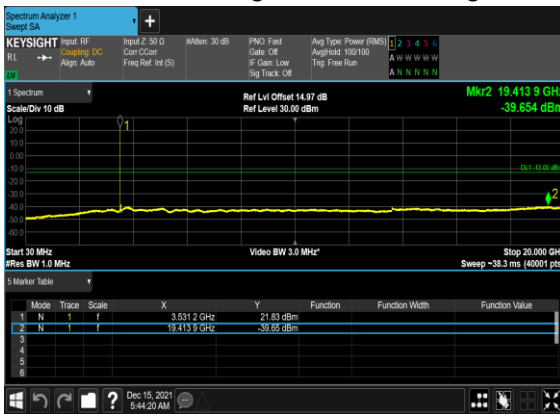 Spectrum Analyzer 1
Swept SA
KEYSIGHT Input: RF Input Z: 50 Ω #Atten: 30 dB PNO: Fast Avg Type: Power (RMS) 1 2 3 4 5 6
RL Coupling: DC Corr CCorr Gate: Off Avg|Hold: 100/100 A W W W W W
Align: Auto Freq Ref: Int (S) IF Gain: Low Trig: Free Run
LV Sig Track: Off A N N N N N
1 Spectrum Ref Lvl Offset 14.97 dB Mkr2 19.413 9 GHz
Scale/Div 10 dB Ref Level 30.00 dBm -39.654 dBm
Log
20.0 1
10.0
0.00
-10.0 DL1 -13.00 dBm
-20.0
-30.0 2
-40.0
-50.0
-60.0
Start 30 MHz Video BW 3.0 MHz* Stop 20.000 GHz
#Res BW 1.0 MHz Sweep ~38.3 ms (40001 pts)
5 Marker Table
Mode Trace Scale X Y Function Function Width Function Value
1 N 1 f 3.531 2 GHz 21.83 dBm
2 N 1 f 19.413 9 GHz -39.65 dBm
3
4
5
6
? Dec 15, 2021
5:44:20 AM